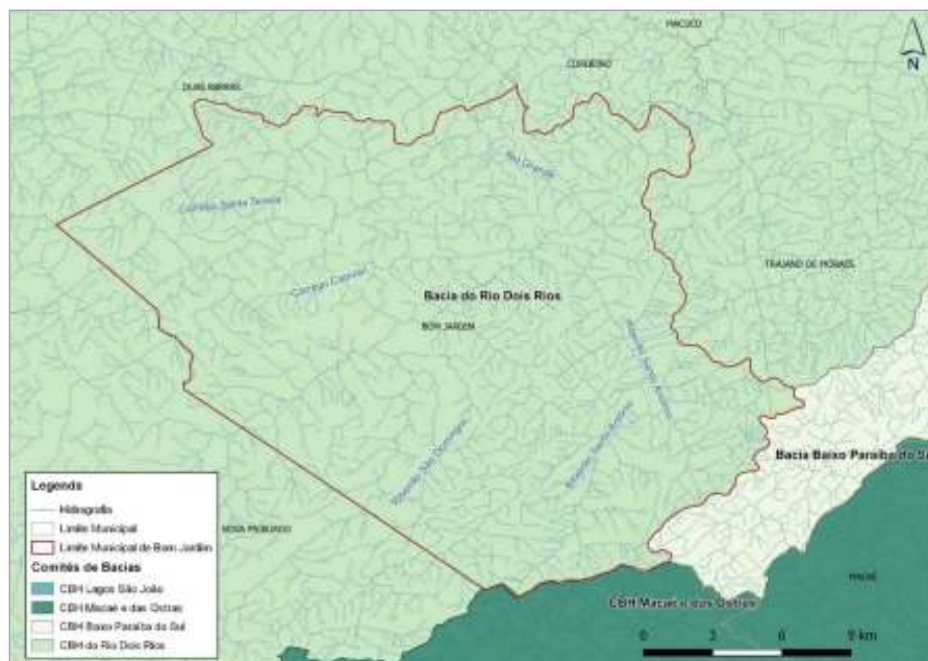 MACUCO
N
CORDEIRO
DUAS BARRAS
Rio Grande
Córrego Santa Teresa
TRAJANO DE MORAES
Bacia do Rio Dois Rios
BOM JARDIM
Ribeirão Santo Antônio
Ribeirão São Domingos
Bacia Baixo Paraíba do Su
Legenda
Hidrografia
Limite Municipal
Limite Municipal de Bom Jardim
Comitês de Bacias
CBH Lagos São João
CBH Macaé e das Ostras
CBH Baixo Paraíba do Sul
CBH do Rio Dois Rios
NOVA FRIBURGO
MACAÉ
CBH Macaé e das Ostras
0 3 6 9 km